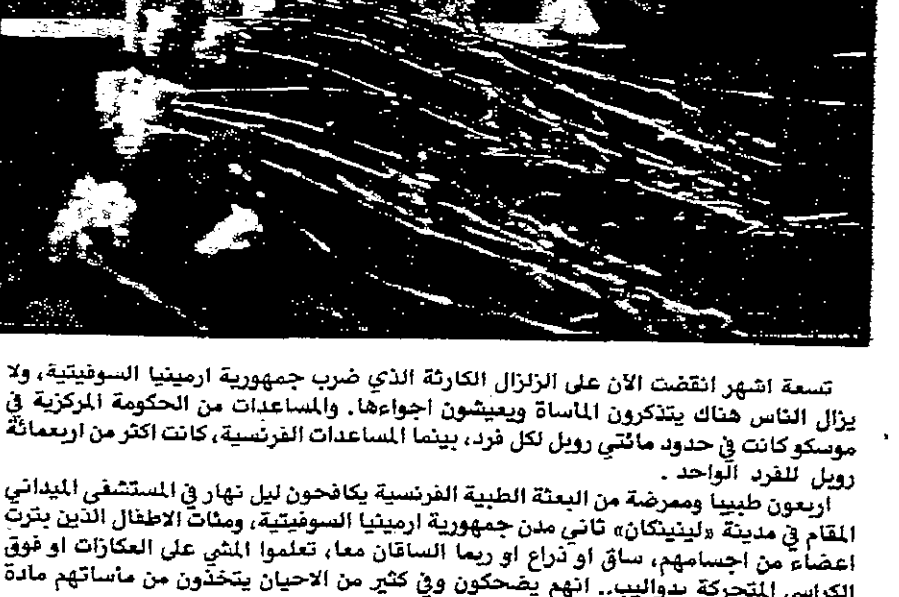 تسعة اشهر انقضت الآن على الزلزال الكارثة الذي ضرب جمهورية ارمينيا السوفيتية، ولا
يزال الناس هناك يتذكرون المأساة ويعيشون اجواءها. والمساعدات من الحكومة المركزية في
موسكو كانت في حدود مائتي روبل لكل فرد، بينما المساعدات الفرنسية، كانت اكثر من اربعمائة
روبل للفرد الواحد .
اربعون طبيبا وممرضة من البعثة الطبية الفرنسية يكافحون ليل نهار في المستشفى الميداني
المقام في مدينة «لينينكان» ثاني مدن جمهورية ارمينيا السوفيتية، ومئات الاطفال الذين بترت
اعضاء من اجسامهم، ساق او ذراع او ربما الساقان معا، تعلموا المشي على العكازات او فوق
الكراسي المتحركة بدواليب.. انهم يضحكون وفي كثير من الاحيان يتخذون من مأساتهم مادة